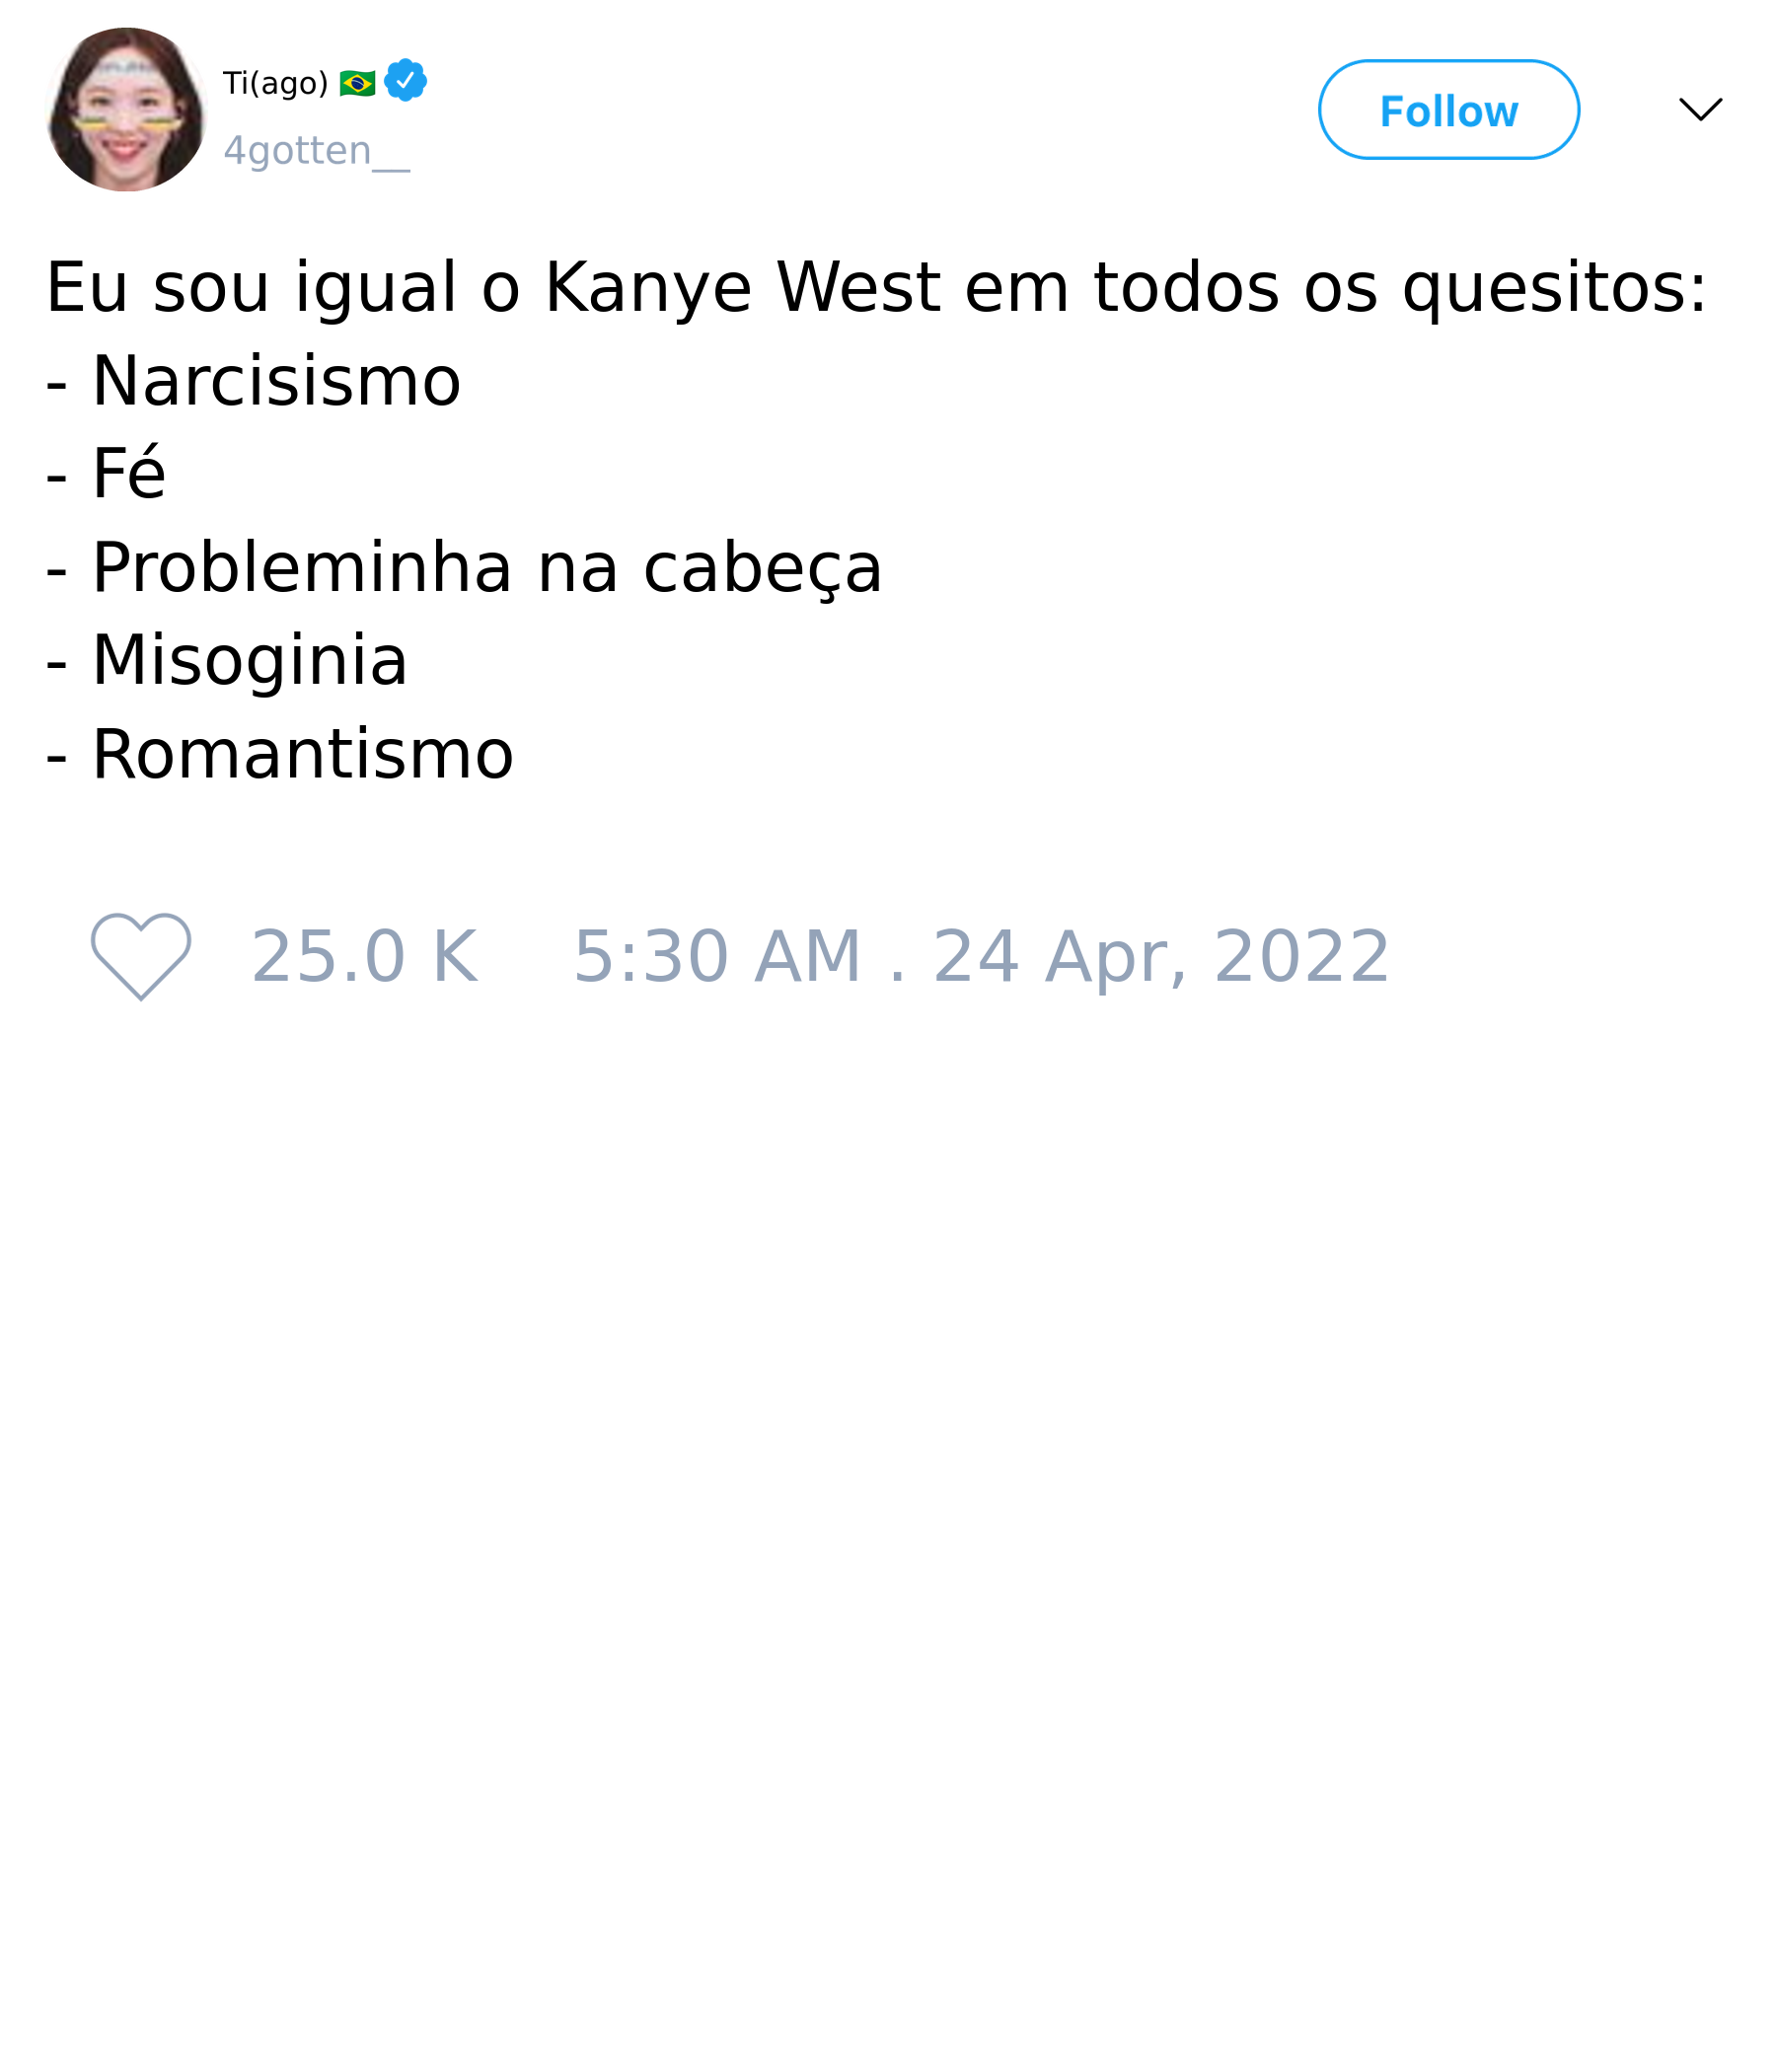 Ti(ago) 🇧🇷
4gotten__
Follow
Eu sou igual o Kanye West em todos os quesitos:
- Narcisismo
- Fé
- Probleminha na cabeça
- Misoginia
- Romantismo
25.0 K 5:30 AM . 24 Apr, 2022